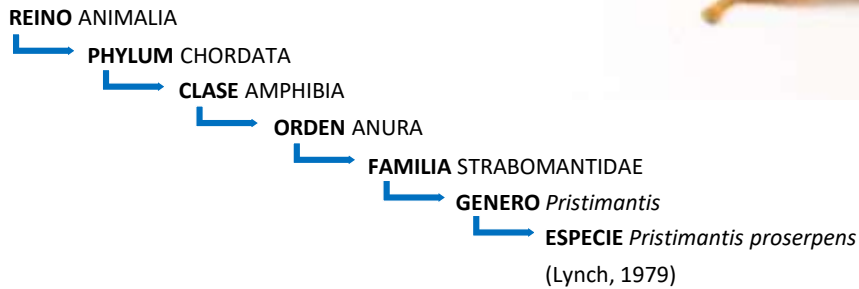 REINO ANIMALIA
PHYLUM CHORDATA
CLASE AMPHIBIA
ORDEN ANURA
FAMILIA STRABOMANTIDAE
GENERO Pristimantis
ESPECIE Pristimantis proserpens
(Lynch, 1979)